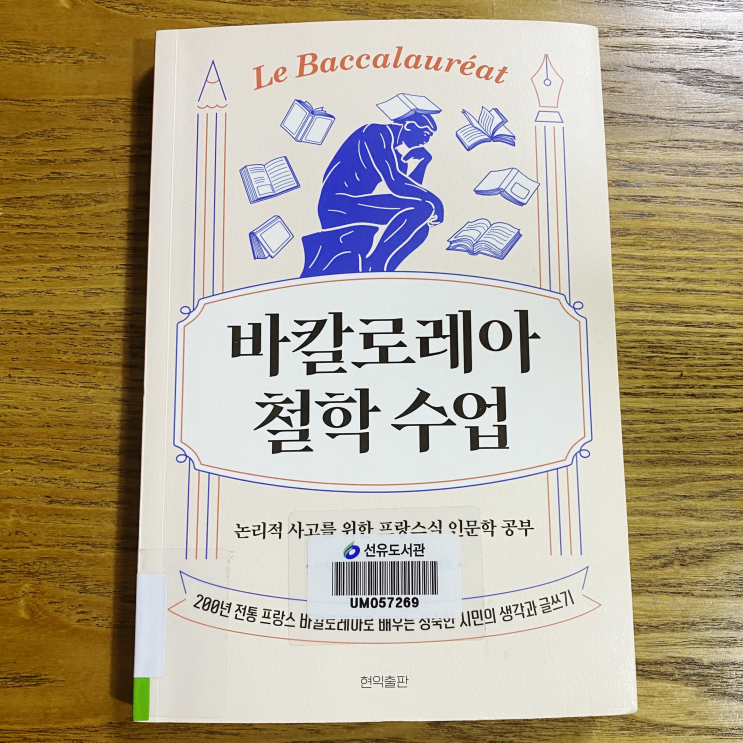 Le Baccalauréat
바칼로레아
철학 수업
논리적 사고를 위한 프랑스식 인문학 공부
선유도서관
UM057269
200년 전통 프랑스 바칼로레아로 배우는 성숙한 시민의 생각과 글쓰기
현익출판